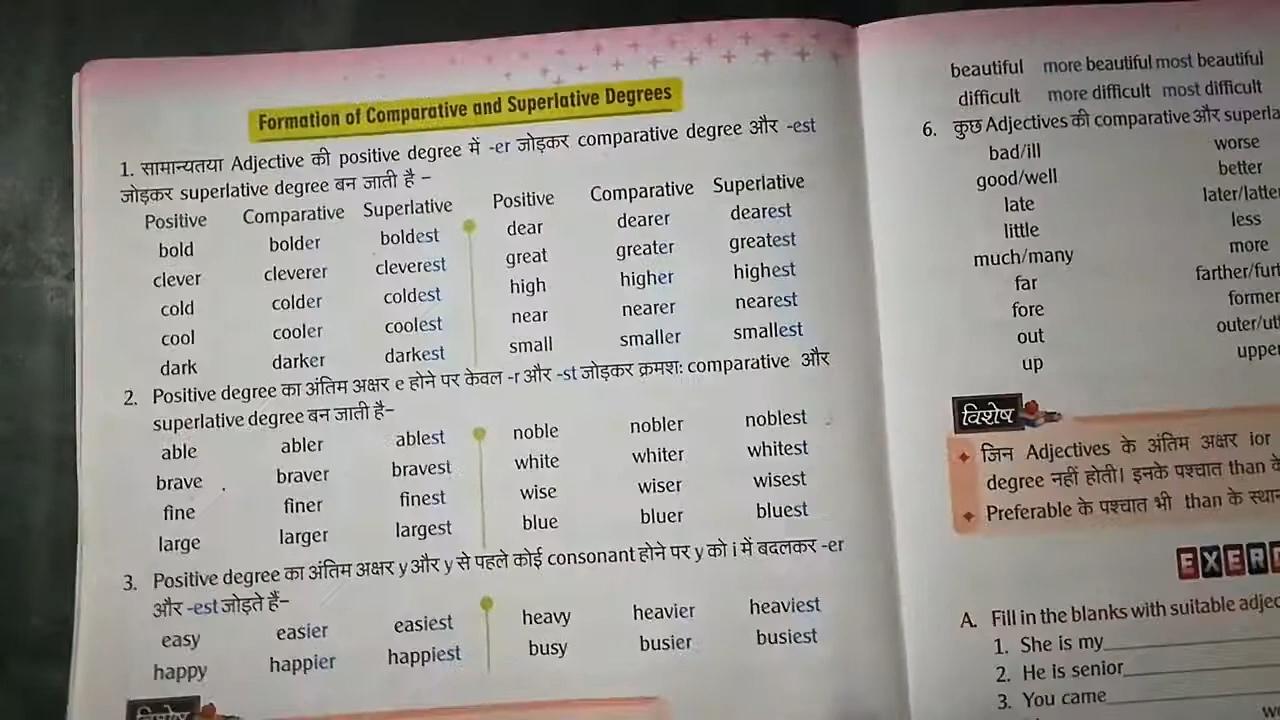 Formation of Comparative and Superlative Degrees
1. सामान्यतया Adjective की positive degree में -er जोड़कर comparative degree और -est
जोड़कर superlative degree बन जाती है –
Positive Comparative Superlative Positive Comparative Superlative
bold bolder boldest dear dearer dearest
clever cleverer cleverest great greater greatest
cold colder coldest high higher highest
cool cooler coolest near nearer nearest
dark darker darkest small smaller smallest
2. Positive degree का अंतिम अक्षर e होने पर केवल -r और -st जोड़कर क्रमशः comparative और
superlative degree बन जाती है–
able abler ablest noble nobler noblest
brave braver bravest white whiter whitest
fine finer finest wise wiser wisest
large larger largest blue bluer bluest
3. Positive degree का अंतिम अक्षर y और y से पहले कोई consonant होने पर y को i में बदलकर -er
और -est जोड़ते हैं–
easy easier easiest heavy heavier heaviest
happy happier happiest busy busier busiest
beautiful more beautiful most beautiful
difficult more difficult most difficult
6. कुछ Adjectives की comparative और
bad/ill worse
good/well better
late later/
little less
much/many more
far farther/
fore former
out outer/
up upper
विशेष
जिन Adjectives के अंतिम अक्षर ior
degree नहीं होती। इनके पश्चात than
Preferable के पश्चात भी than के
A. Fill in the blanks with suitable
1. She is my
2. He is senior
3. You came